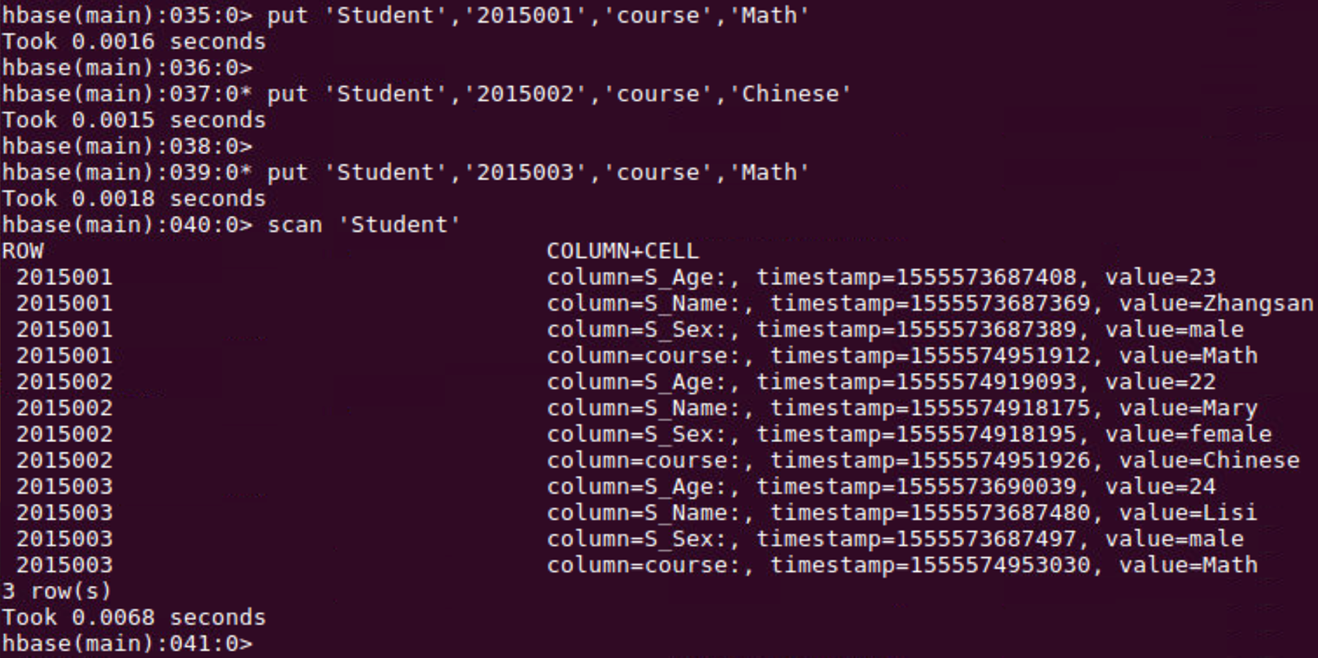 hbase(main):035:0> put 'Student','2015001','course','Math'
Took 0.0016 seconds
hbase(main):036:0>
hbase(main):037:0* put 'Student','2015002','course','Chinese'
Took 0.0015 seconds
hbase(main):038:0>
hbase(main):039:0* put 'Student','2015003','course','Math'
Took 0.0018 seconds
hbase(main):040:0> scan 'Student'
ROW COLUMN+CELL
2015001 column=S_Age:, timestamp=1555573687408, value=23
2015001 column=S_Name:, timestamp=1555573687369, value=Zhangsan
2015001 column=S_Sex:, timestamp=1555573687389, value=male
2015001 column=course:, timestamp=1555574951912, value=Math
2015002 column=S_Age:, timestamp=1555574919093, value=22
2015002 column=S_Name:, timestamp=1555574918175, value=Mary
2015002 column=S_Sex:, timestamp=1555574918195, value=female
2015002 column=course:, timestamp=1555574951926, value=Chinese
2015003 column=S_Age:, timestamp=1555573690039, value=24
2015003 column=S_Name:, timestamp=1555573687480, value=Lisi
2015003 column=S_Sex:, timestamp=1555573687497, value=male
2015003 column=course:, timestamp=1555574953030, value=Math
3 row(s)
Took 0.0068 seconds
hbase(main):041:0>